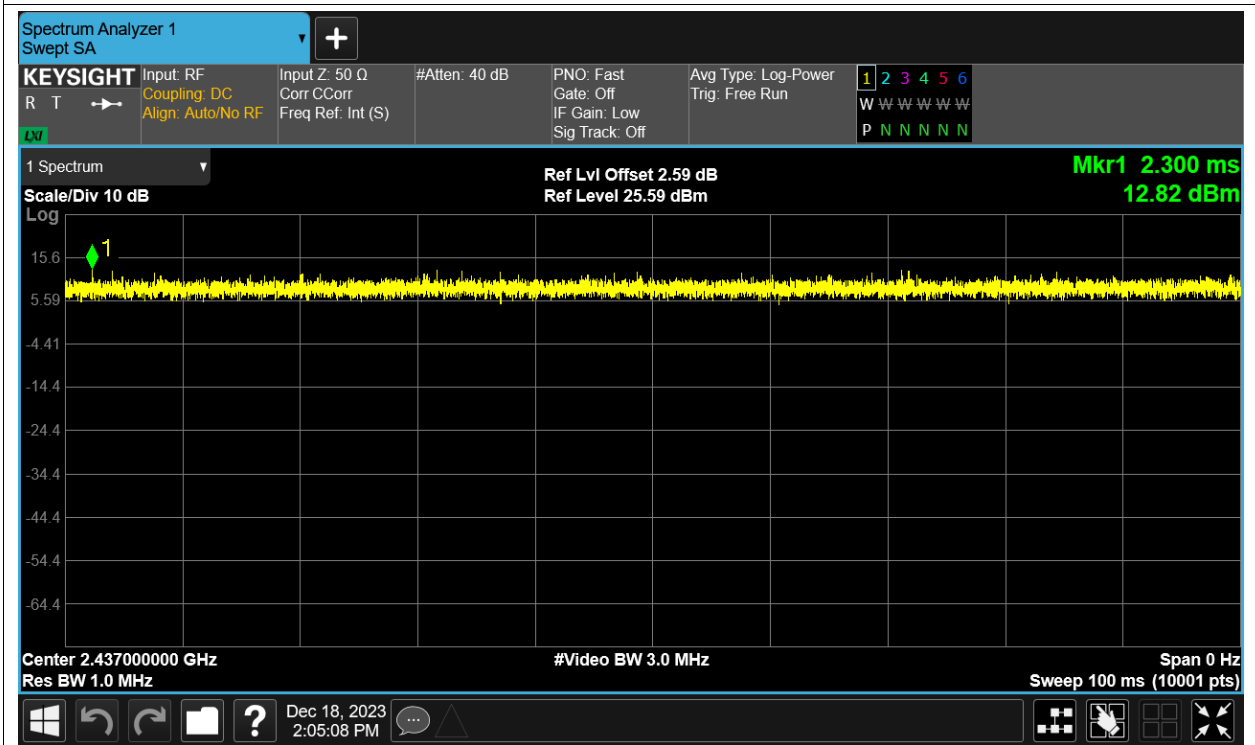 Spectrum Analyzer 1
Swept SA
KEYSIGHT
R T
LXI
Input: RF
Coupling: DC
Align: Auto/No RF
Input Z: 50 Ω
Corr CCorr
Freq Ref: Int (S)
#Atten: 40 dB
PNO: Fast
Gate: Off
IF Gain: Low
Sig Track: Off
Avg Type: Log-Power
Trig: Free Run
1 2 3 4 5 6
W W W W W W
P N N N N N
1 Spectrum
Scale/Div 10 dB
Log
Ref Lvl Offset 2.59 dB
Ref Level 25.59 dBm
Mkr1 2.300 ms
12.82 dBm
1
15.6
5.59
-4.41
-14.4
-24.4
-34.4
-44.4
-54.4
-64.4
Center 2.437000000 GHz
Res BW 1.0 MHz
#Video BW 3.0 MHz
Span 0 Hz
Sweep 100 ms (10001 pts)
?
Dec 18, 2023
2:05:08 PM